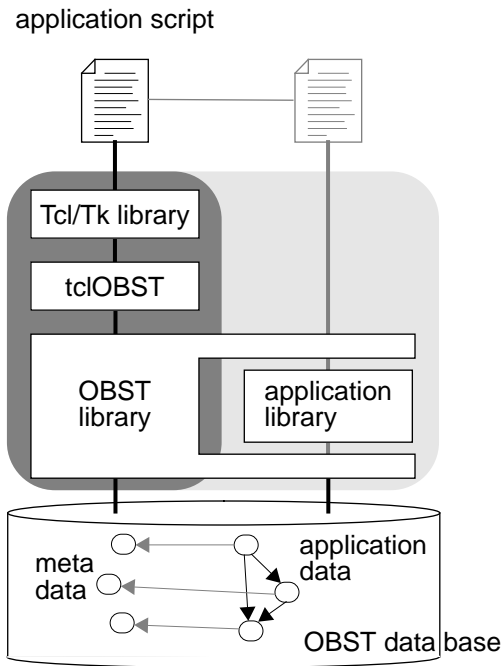 application script
Tcl/Tk library
tclOBST
OBST
library
application
library
meta
data
application
data
OBST data base